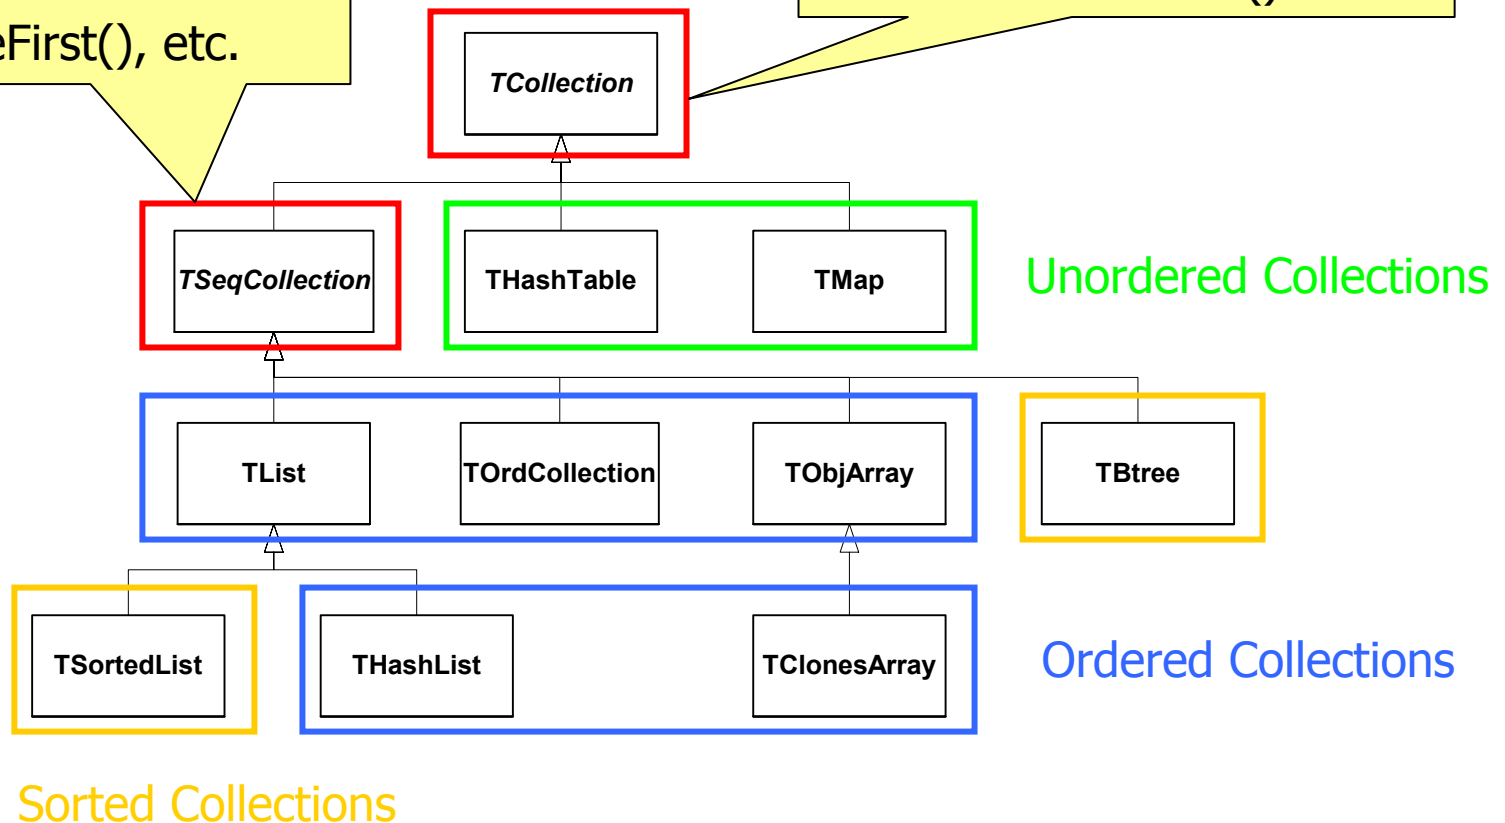 eFirst(), etc.
()
TCollection
TSeqCollection
THashTable
TMap
Unordered Collections
TList
TOrdCollection
TObjArray
TBtree
TSortedList
THashList
TClonesArray
Ordered Collections
Sorted Collections